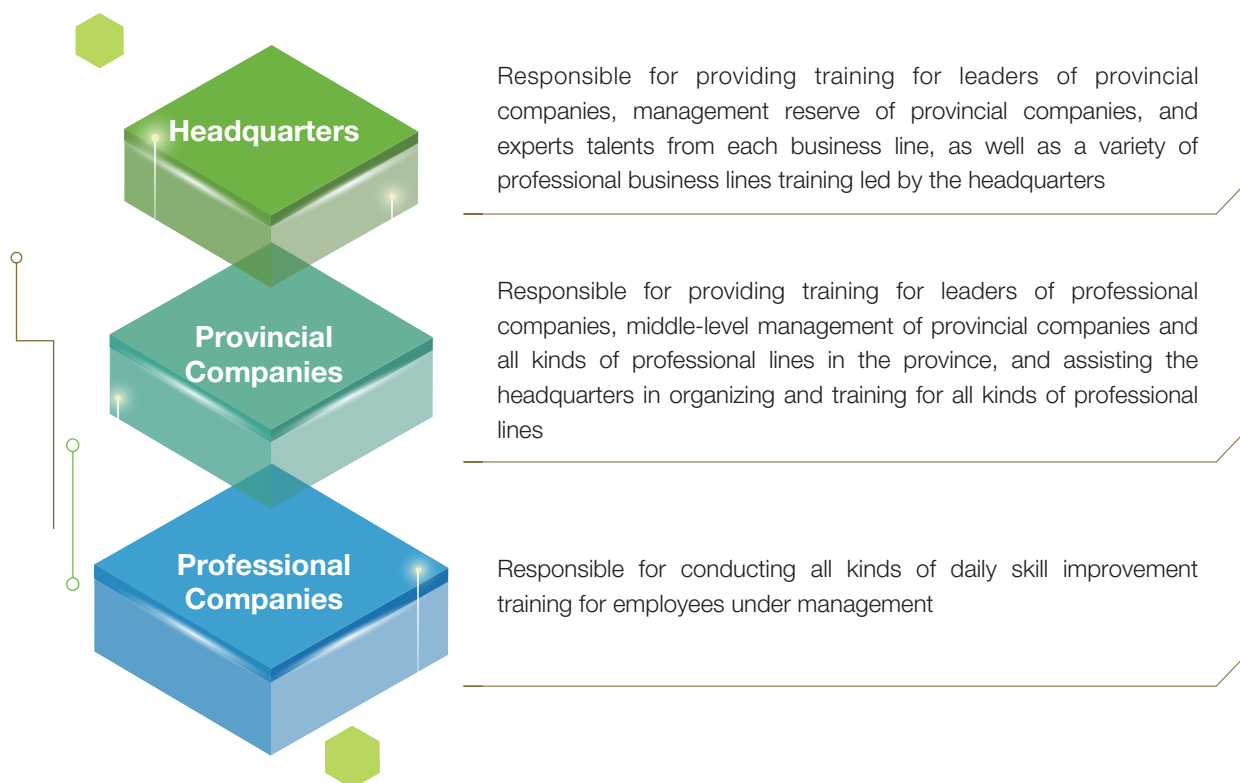 Headquarters
Responsible for providing training for leaders of provincial
companies, management reserve of provincial companies, and
experts talents from each business line, as well as a variety of
professional business lines training led by the headquarters
Provincial
Companies
Responsible for providing training for leaders of professional
companies, middle-level management of provincial companies and
all kinds of professional lines in the province, and assisting the
headquarters in organizing and training for all kinds of professional
lines
Professional
Companies
Responsible for conducting all kinds of daily skill improvement
training for employees under management